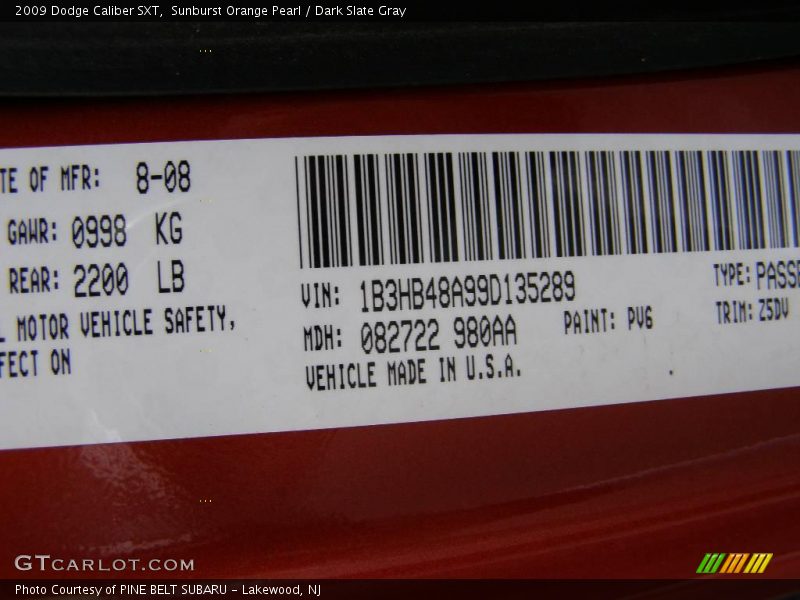 2009 Dodge Caliber SXT,  Sunburst Orange Pearl / Dark Slate Gray
TE OF MFR: 8-08
GAWR: 0998 KG
REAR: 2200 LB
L MOTOR VEHICLE SAFETY,
FECT ON
VIN: 1B3HB48A99D135289
TYPE: PASSE
MDH: 082722 980AA
PAINT: PV6
TRIM: Z5DV
VEHICLE MADE IN U.S.A.
GTCARLOT.COM
Photo Courtesy of PINE BELT SUBARU - Lakewood, NJ